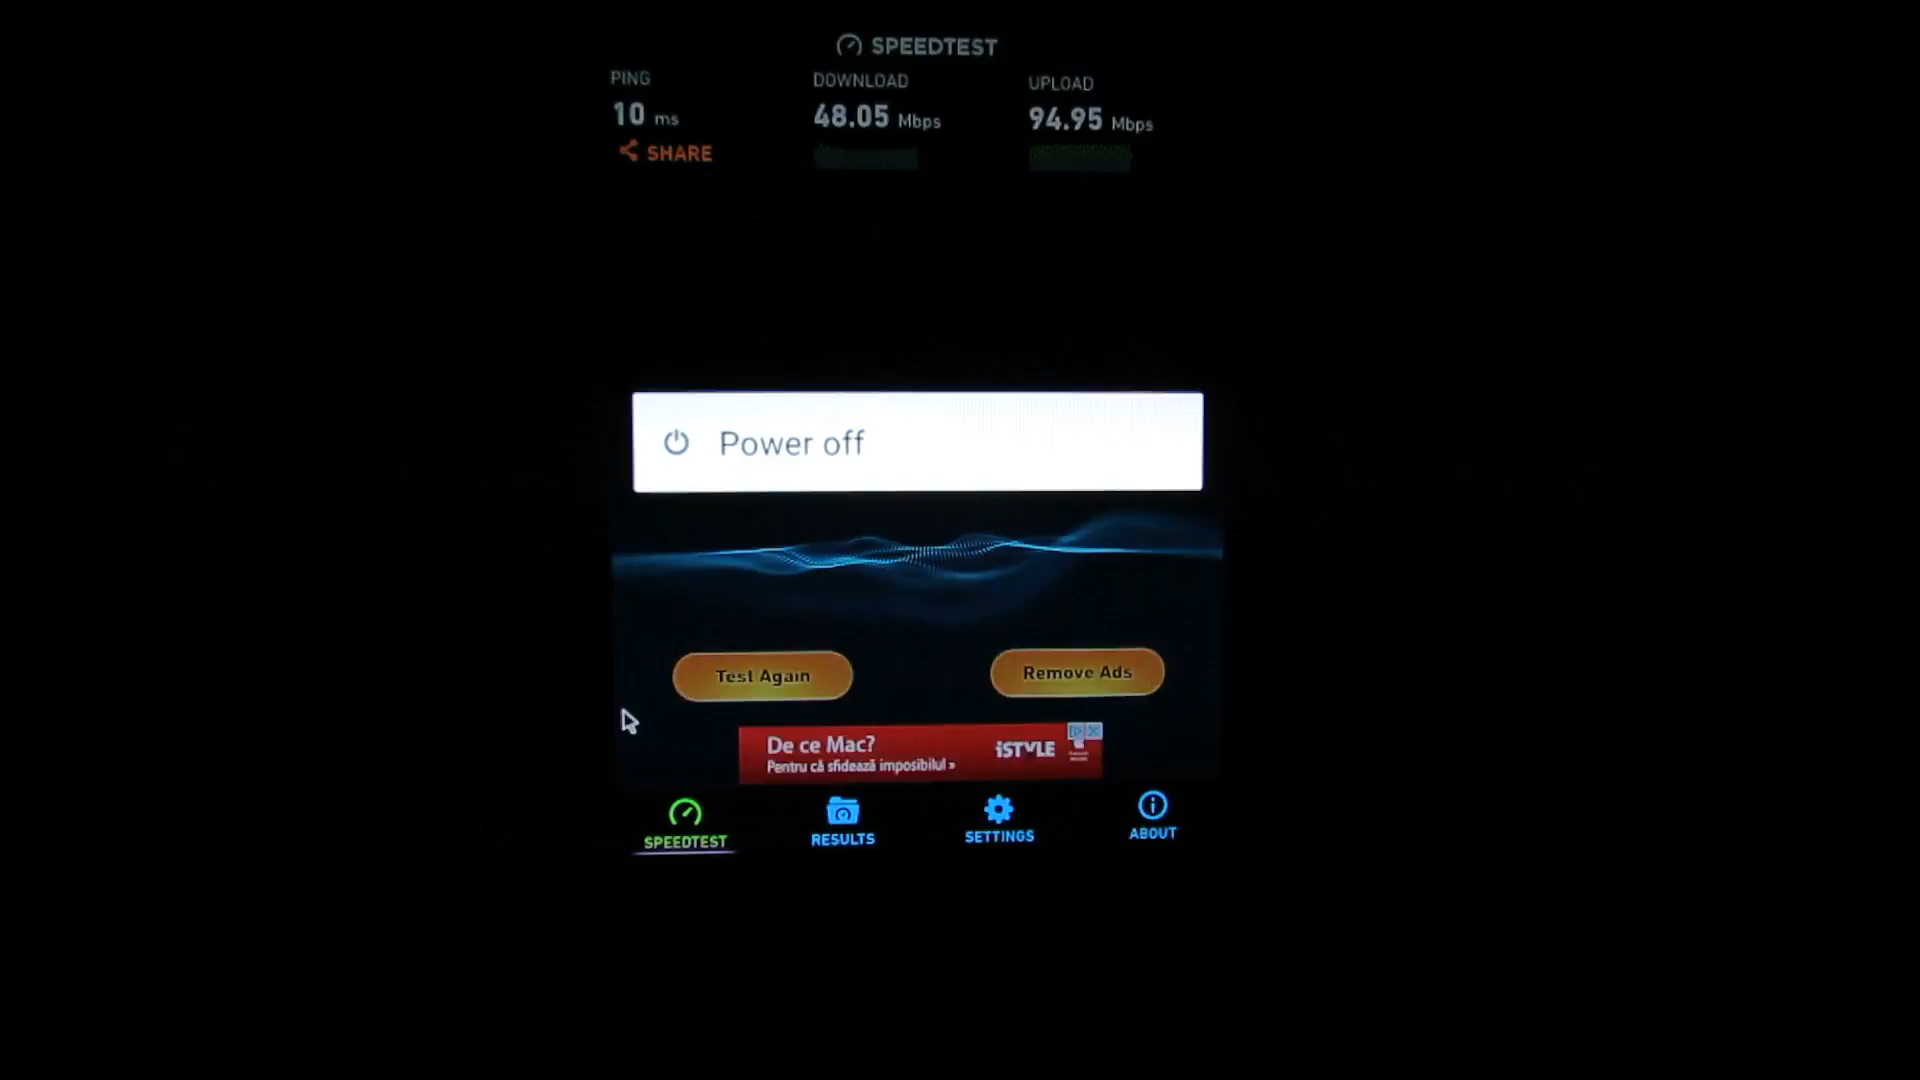 SPEEDTEST
PING
10 ms
SHARE
DOWNLOAD
48.05 Mbps
UPLOAD
94.95 Mbps
Power off
Test Again
Remove Ads
De ce Mac?
Pentru că sfidează imposibilul »
iSTYLE
SPEEDTEST
RESULTS
SETTINGS
ABOUT